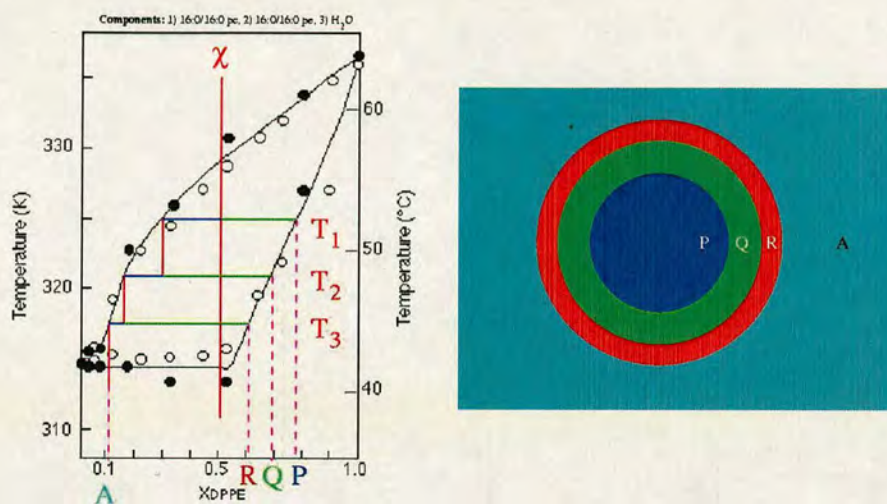 Components: 1) 16:0/16:0 pc, 2) 16:0/16:0 pe, 3) H2O
χ
60
330
T1
50
320
T2
T3
40
310
Temperature (K)
Temperature (°C)
0.1
0.5
R
Q
P
1.0
A
XDPPE
P
Q
R
A